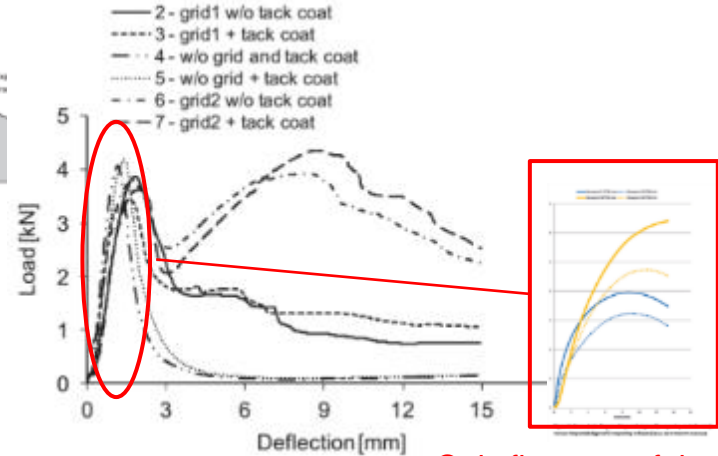 2 - grid1 w/o tack coat
3 - grid1 + tack coat
4 - w/o grid and tack coat
5 - w/o grid + tack coat
6 - grid2 w/o tack coat
7 - grid2 + tack coat
5
4
3
2
1
0
Load [kN]
0 3 6 9 12 15
Deflection [mm]